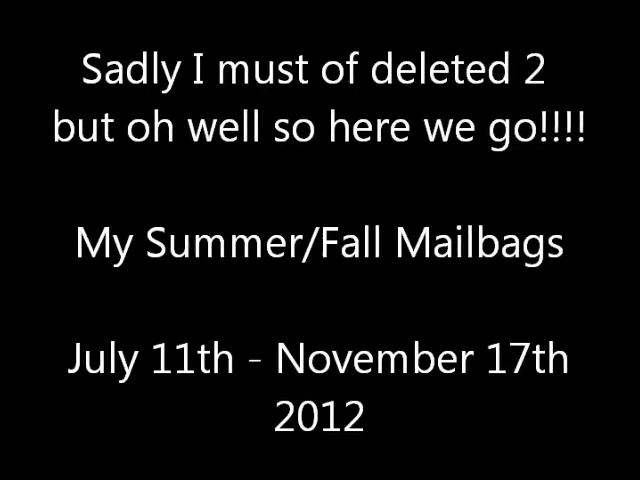 Sadly I must of deleted 2
but oh well so here we go!!!!
My Summer/Fall Mailbags
July 11th - November 17th
2012